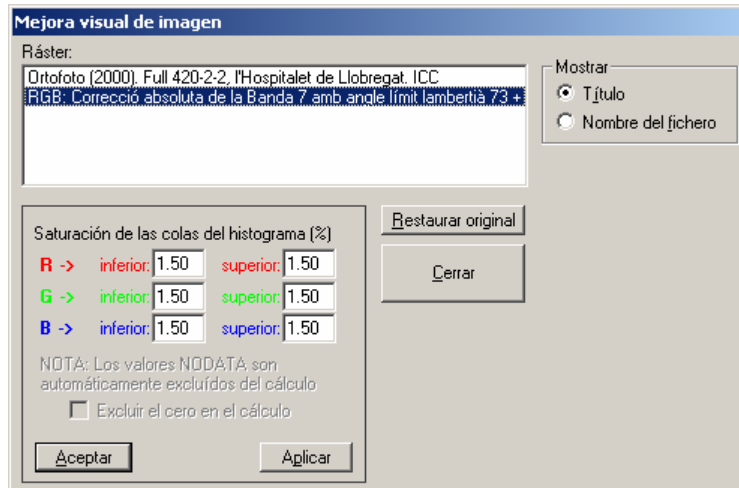 Mejora visual de imagen
Ráster:
Ortofoto (2000). Full 420-2-2, l'Hospitalet de Llobregat. ICC
RGB: Correcció absoluta de la Banda 7 amb angle límit lambertià 73 +
Mostrar
Título
Nombre del fichero
Saturación de las colas del histograma (%)
R -> inferior: 1.50 superior: 1.50
G -> inferior: 1.50 superior: 1.50
B -> inferior: 1.50 superior: 1.50
NOTA: Los valores NODATA son
automáticamente excluídos del cálculo
Excluir el cero en el cálculo
Aceptar Aplicar
Restaurar original
Cerrar